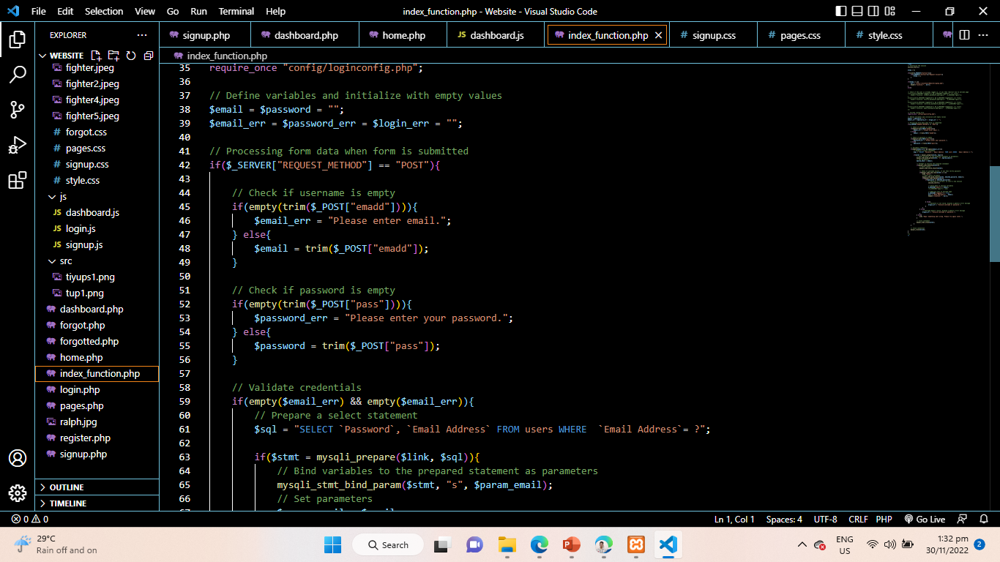 File Edit Selection View Go Run Terminal Help index_function.php - Website - Visual Studio Code
EXPLORER
signup.php dashboard.php home.php JS dashboard.js index_function.php # signup.css # pages.css # style.css
WEBSITE
index_function.php
fighter.jpeg
fighter2.jpeg
fighter4.jpeg
fighter5.jpeg
# forgot.css
# pages.css
# signup.css
# style.css
js
JS dashboard.js
JS login.js
JS signup.js
src
tiyups1.png
tup1.png
dashboard.php
forgot.php
forgotted.php
home.php
index_function.php
login.php
pages.php
ralph.jpg
register.php
signup.php
OUTLINE
TIMELINE
35 require_once "config/loginconfig.php";
36
37 // Define variables and initialize with empty values
38 $email = $password = "";
39 $email_err = $password_err = $login_err = "";
40
41 // Processing form data when form is submitted
42 if($_SERVER["REQUEST_METHOD"] == "POST"){
43
44 // Check if username is empty
45 if(empty(trim($_POST["emadd"]))){
46 $email_err = "Please enter email.";
47 } else{
48 $email = trim($_POST["emadd"]);
49 }
50
51 // Check if password is empty
52 if(empty(trim($_POST["pass"]))){
53 $password_err = "Please enter your password.";
54 } else{
55 $password = trim($_POST["pass"]);
56 }
57
58 // Validate credentials
59 if(empty($email_err) && empty($email_err)){
60 // Prepare a select statement
61 $sql = "SELECT `Password`, `Email Address` FROM users WHERE  `Email Address`= ?";
62
63 if($stmt = mysqli_prepare($link, $sql)){
64 // Bind variables to the prepared statement as parameters
65 mysqli_stmt_bind_param($stmt, "s", $param_email);
66 // Set parameters
0 0 Ln 1, Col 1 Spaces: 4 UTF-8 CRLF PHP Go Live
29°C
Rain off and on
Search
ENG
US
1:32 pm
30/11/2022
2